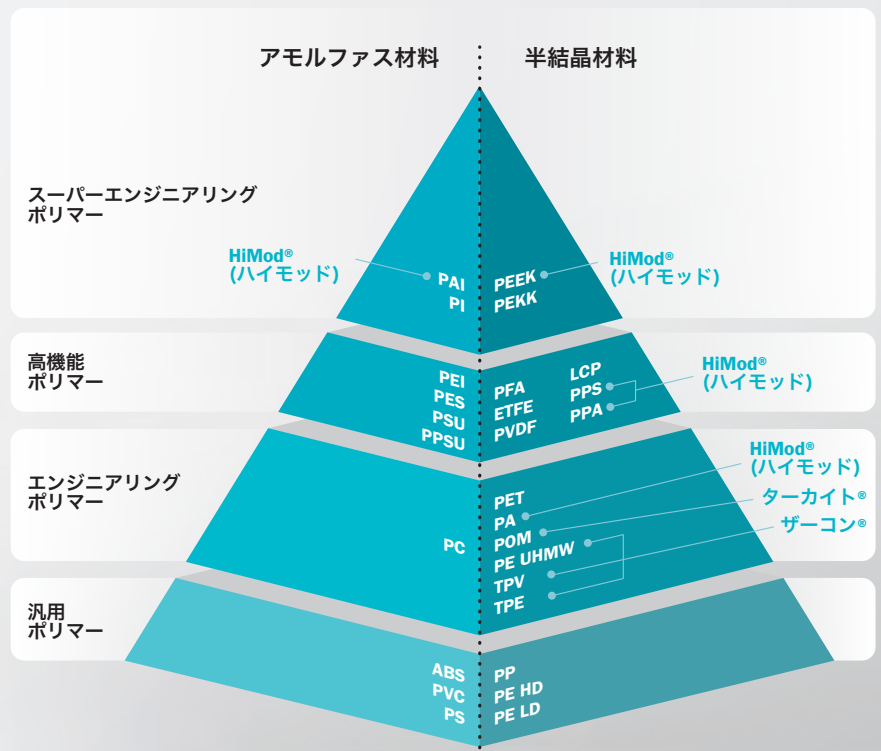 アモルファス材料
半結晶材料
スーパーエンジニアリング
ポリマー
HiMod®
(ハイモッド)
PAI
PI
PEEK
PEKK
HiMod®
(ハイモッド)
高機能
ポリマー
PEI
PES
PSU
PPSU
PFA
ETFE
PVDF
LCP
PPS
PPA
HiMod®
(ハイモッド)
エンジニアリング
ポリマー
PC
PET
PA
POM
PE UHMW
TPV
TPE
HiMod®
(ハイモッド)
ターカイト®
ザーコン®
汎用
ポリマー
ABS
PVC
PS
PP
PE HD
PE LD